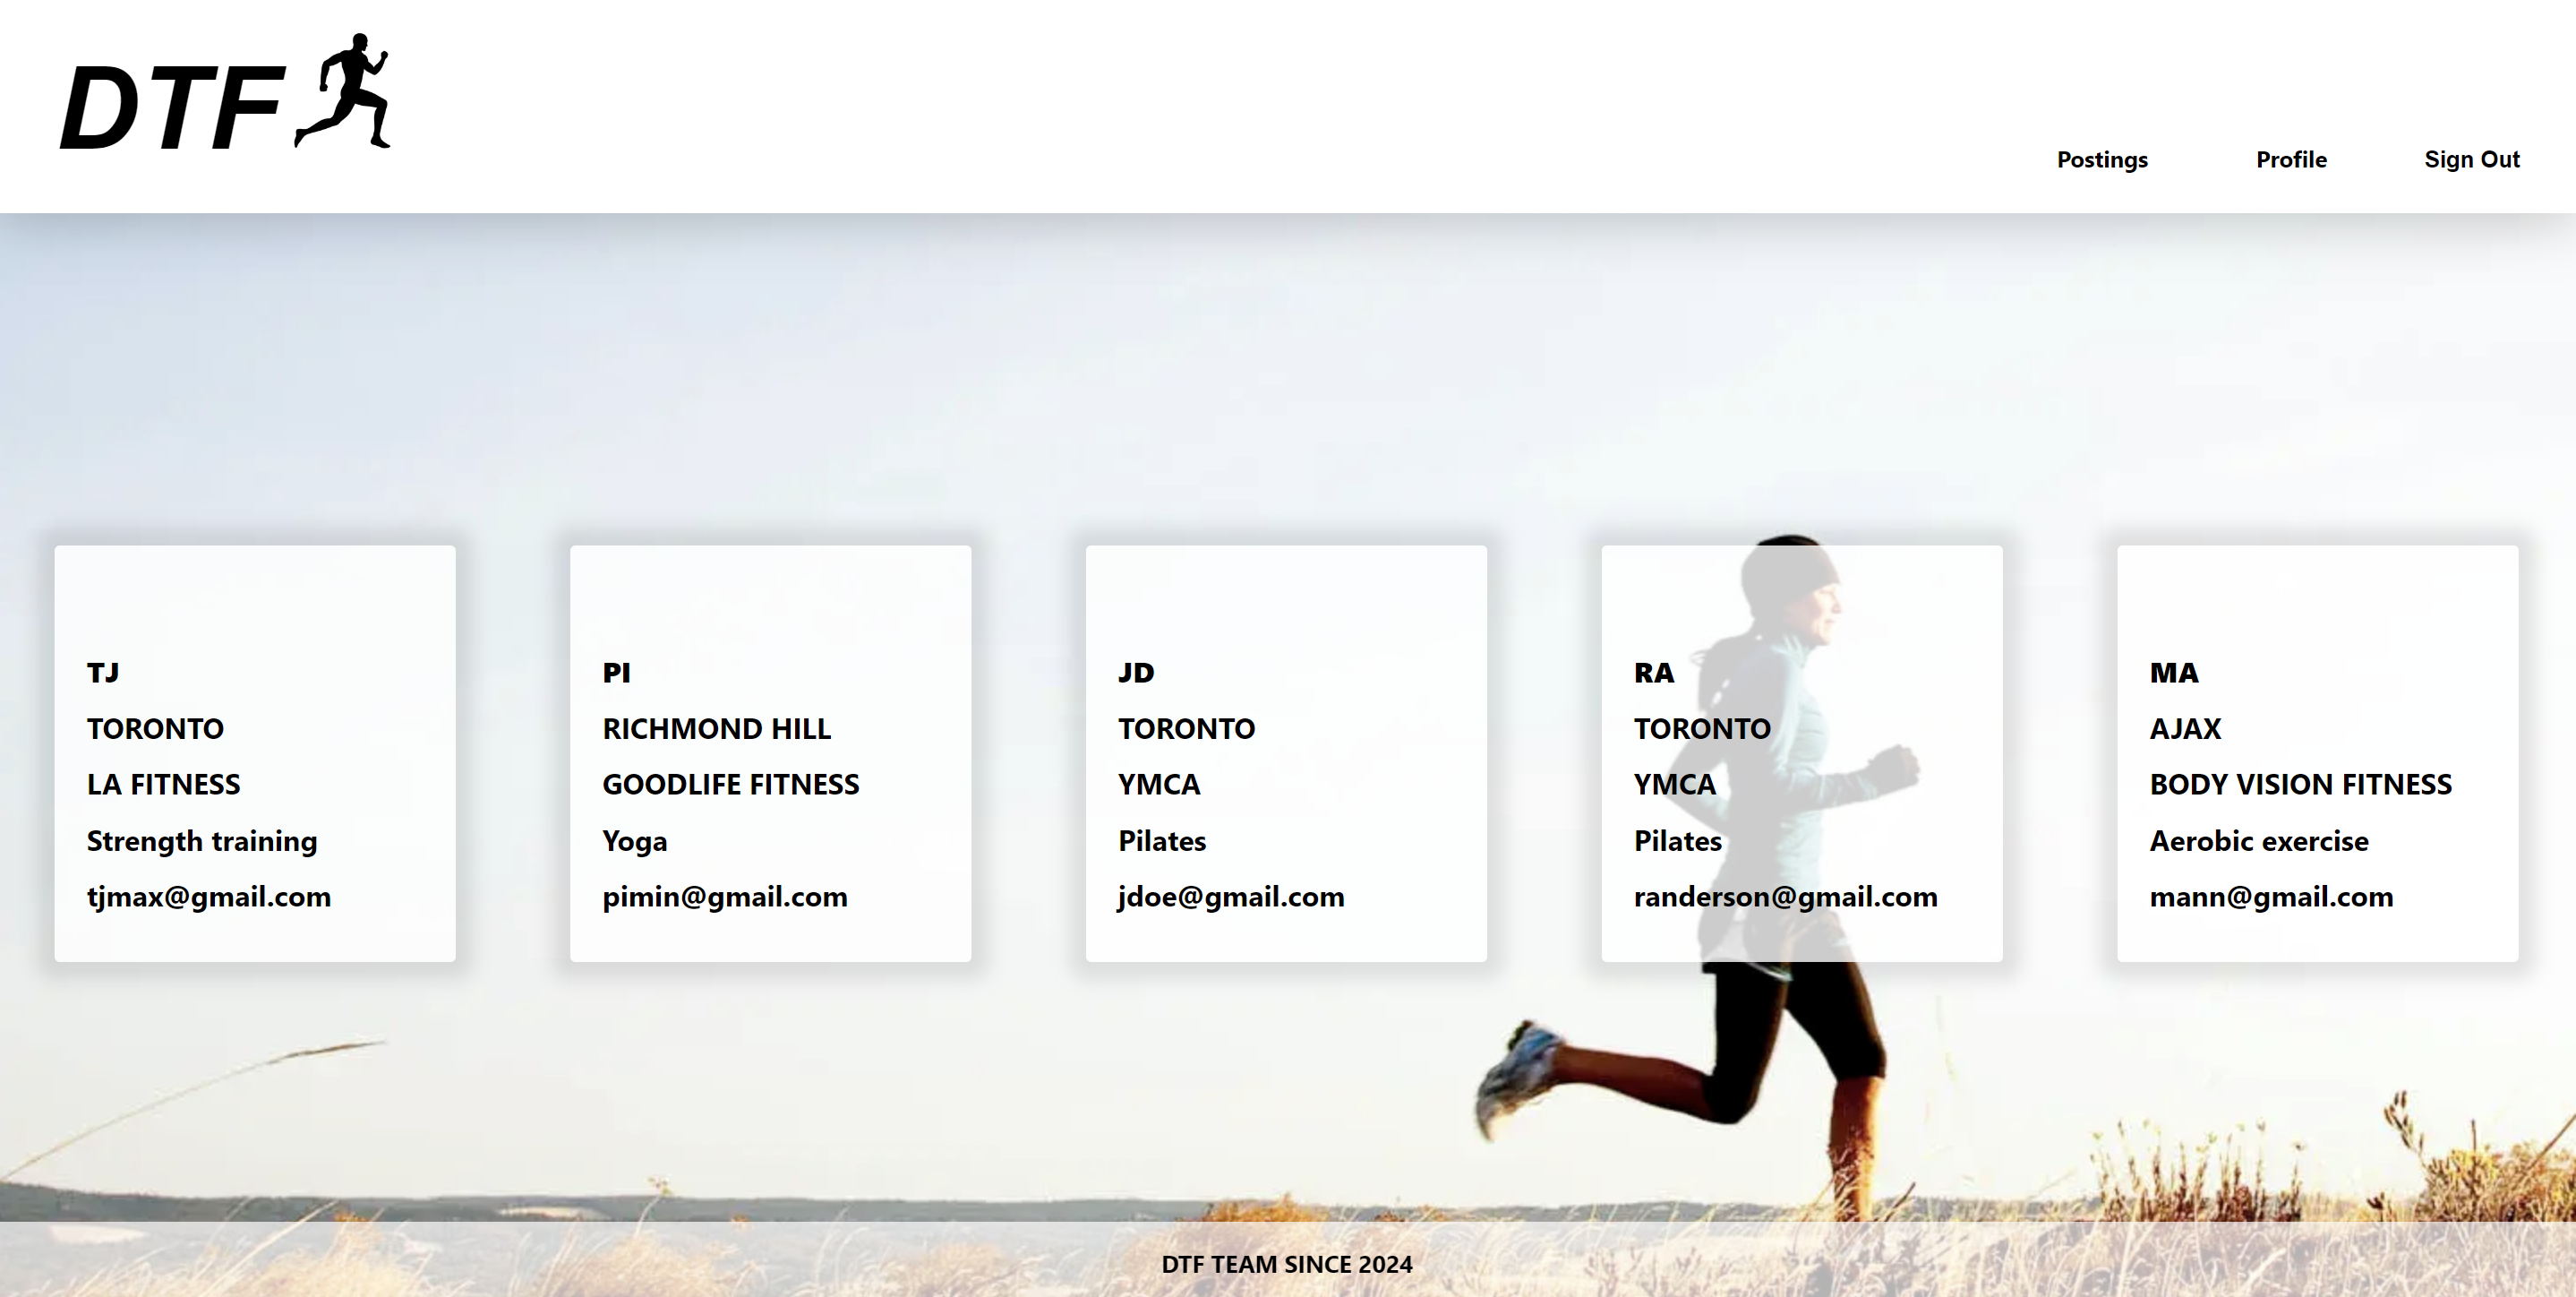 DTF
Postings
Profile
Sign Out
TJ
TORONTO
LA FITNESS
Strength training
tjmax@gmail.com
PI
RICHMOND HILL
GOODLIFE FITNESS
Yoga
pimin@gmail.com
JD
TORONTO
YMCA
Pilates
jdoe@gmail.com
RA
TORONTO
YMCA
Pilates
randerson@gmail.com
MA
AJAX
BODY VISION FITNESS
Aerobic exercise
mann@gmail.com
DTF TEAM SINCE 2024